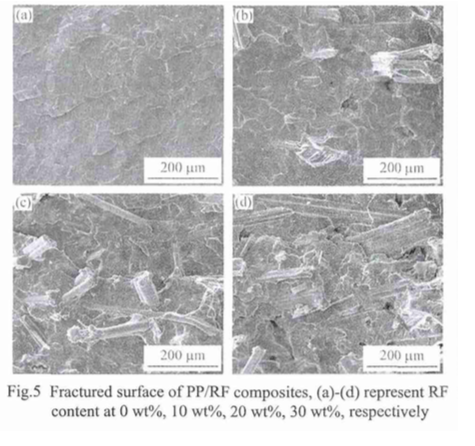 (a)
200 μm
(b)
200 μm
(c)
200 μm
(d)
200 μm
Fig.5 Fractured surface of PP/RF composites, (a)-(d) represent RF
content at 0 wt%, 10 wt%, 20 wt%, 30 wt%, respectively